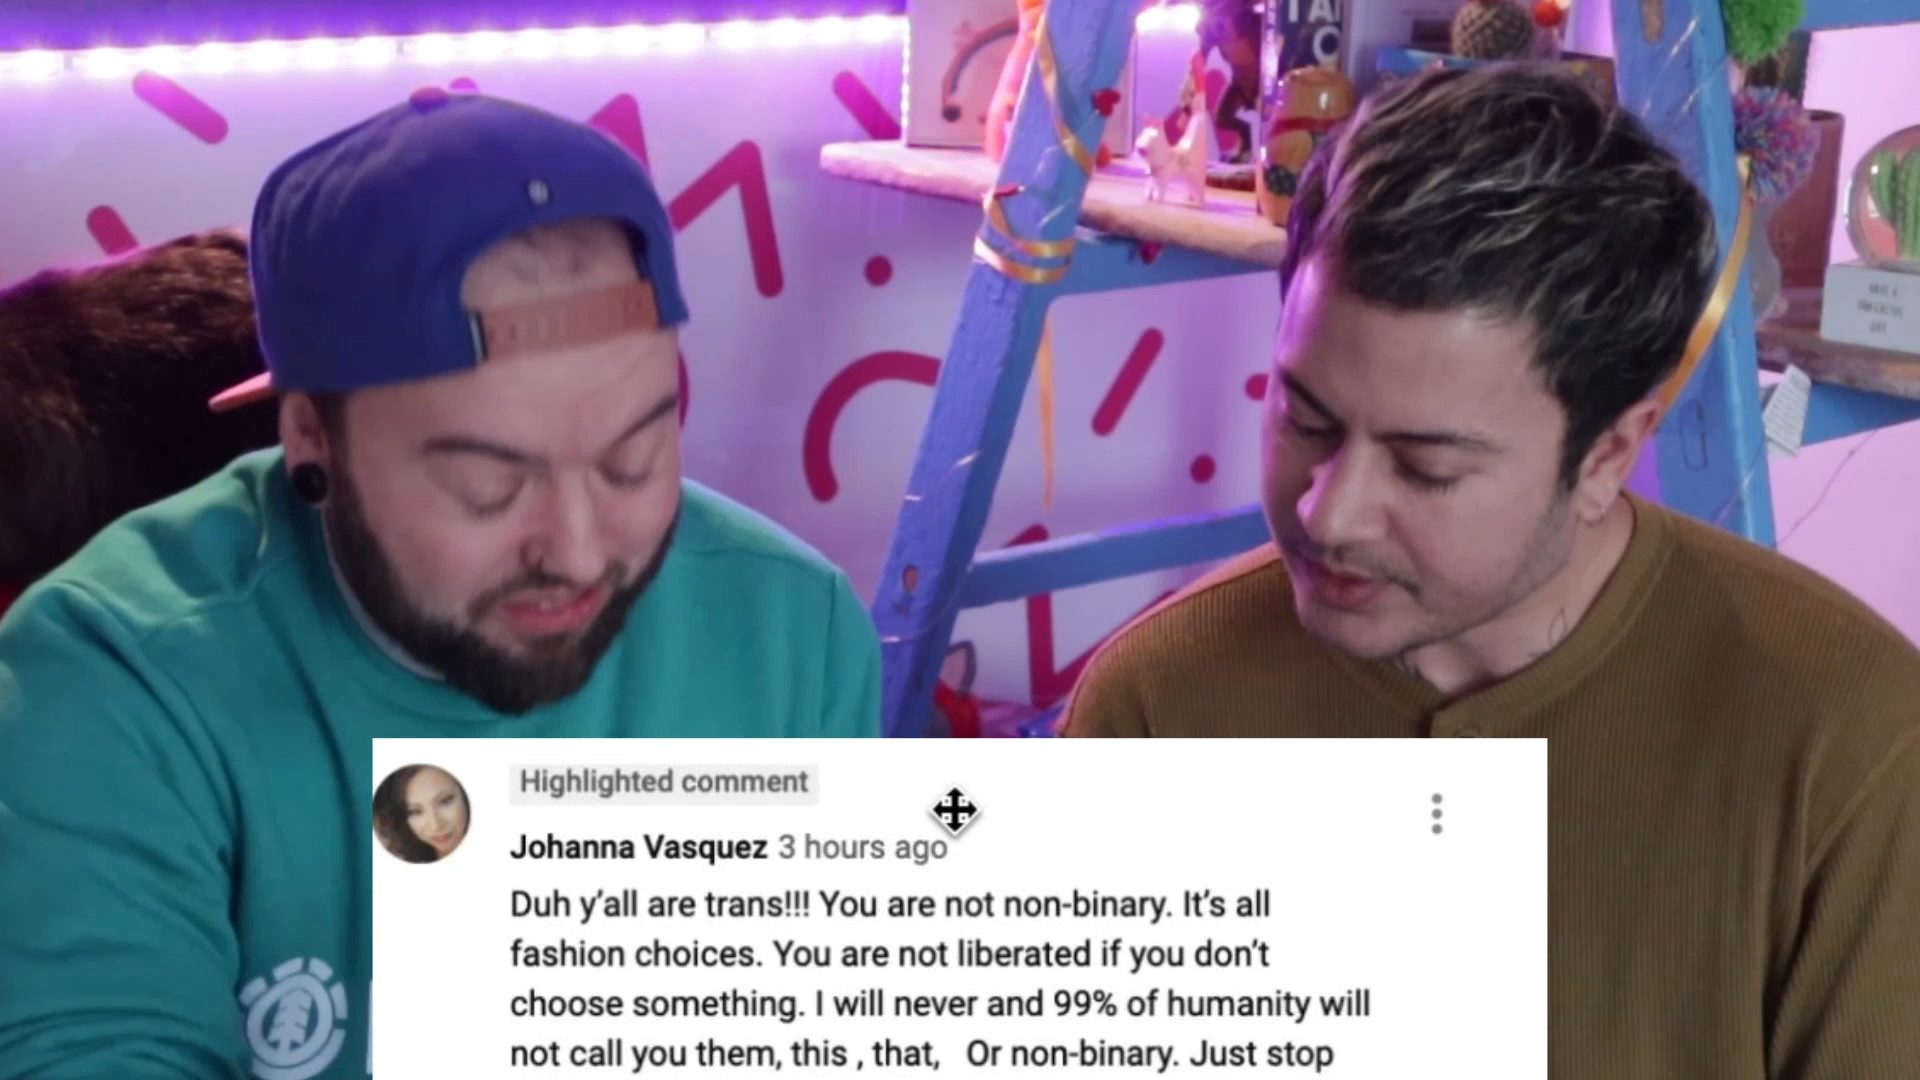 I AM
Highlighted comment
Johanna Vasquez 3 hours ago
Duh y'all are trans!!! You are not non-binary. It's all
fashion choices. You are not liberated if you don't
choose something. I will never and 99% of humanity will
not call you them, this , that,   Or non-binary. Just stop